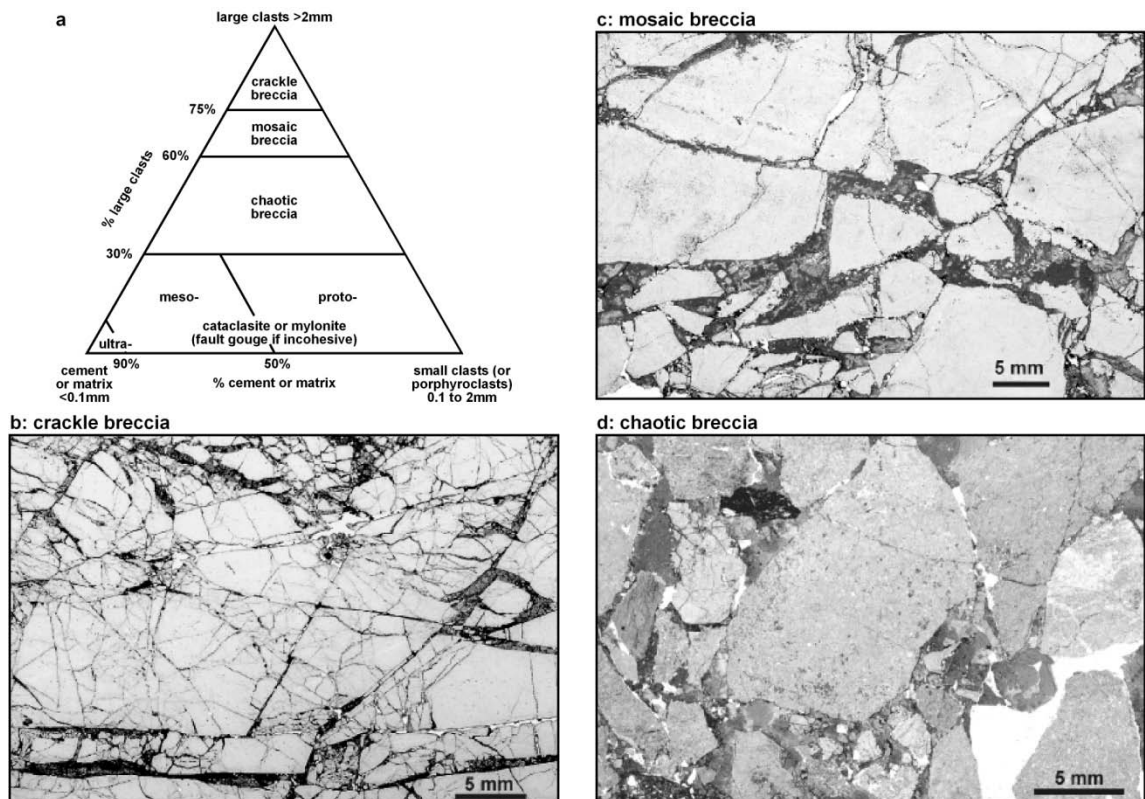 a
large clasts >2mm
crackle
breccia
75%
mosaic
breccia
60%
% large clasts
chaotic
breccia
30%
meso-
proto-
cataclasite or mylonite
(fault gouge if incohesive)
ultra-
90%
50%
cement
or matrix
<0.1mm
% cement or matrix
small clasts (or
porphyroclasts)
0.1 to 2mm
b: crackle breccia
5 mm
c: mosaic breccia
5 mm
d: chaotic breccia
5 mm